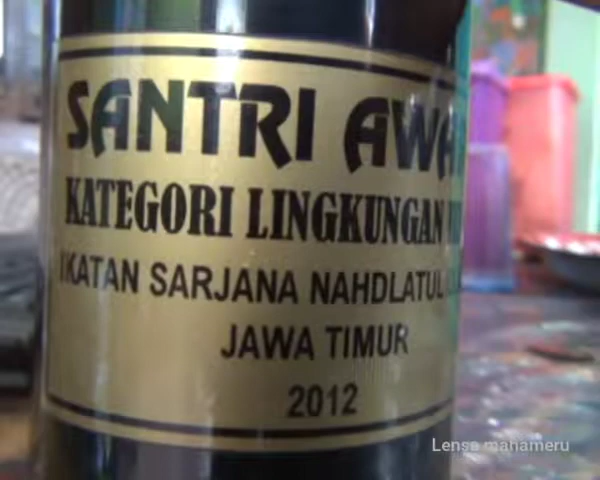 SANTRI AWA
KATEGORI LINGKUNGAN
IKATAN SARJANA NAHDLATUL
JAWA TIMUR
2012
Lense mahameru